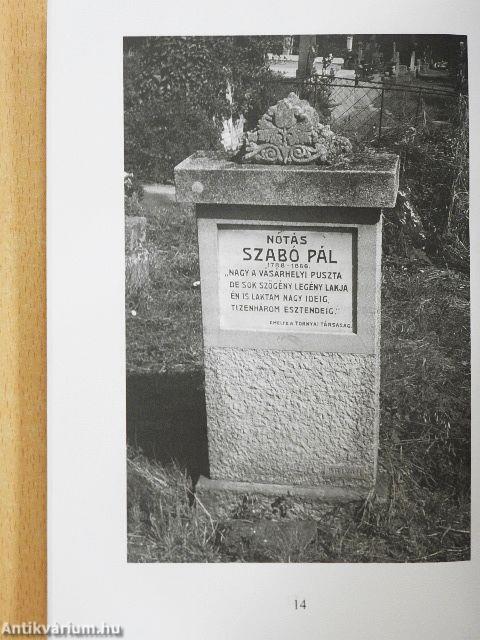 NÓTÁS
SZABÓ PÁL
1788-1866
„NAGY A VÁSÁRHELYI PUSZTA
DE SOK SZÖGÉNY LEGÉNY LAKJA
ÉN IS LAKTAM NAGY IDEIG,
TIZENHÁROM ESZTENDEIG."
EMELTE A TORNYAI TÁRSASÁG
14
Antikvárium.hu